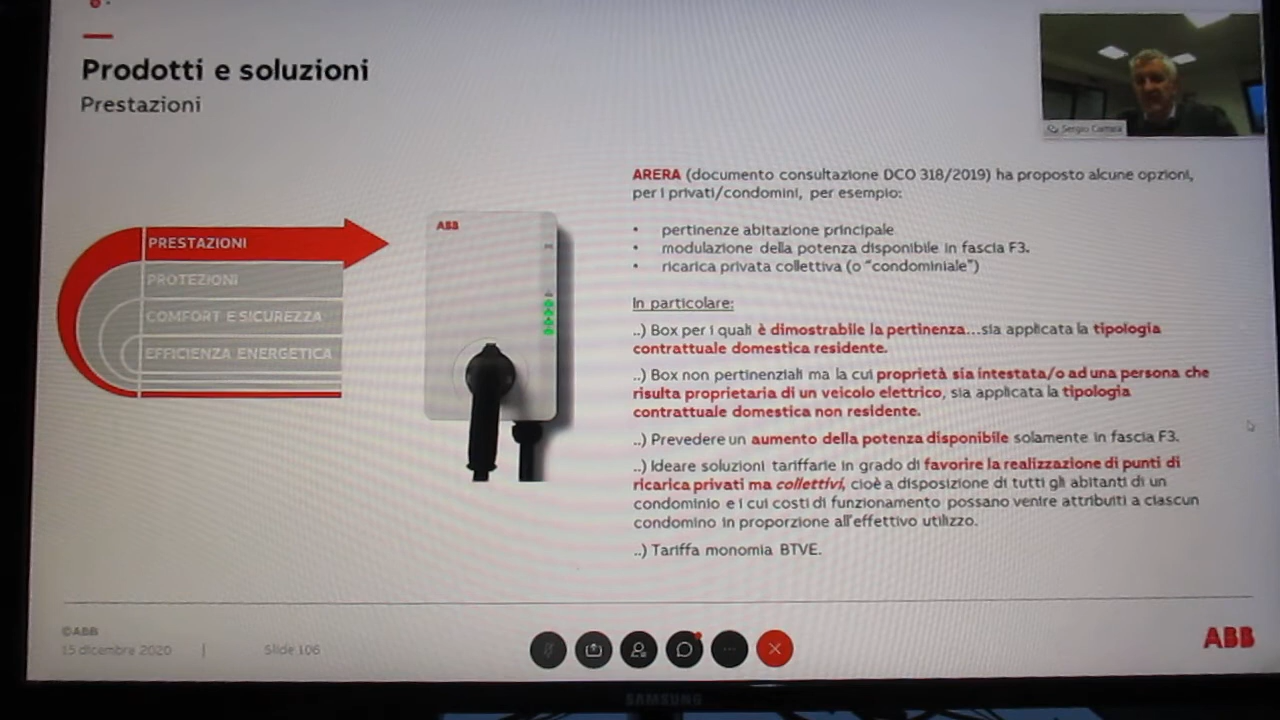 Prodotti e soluzioni
Prestazioni
Sergio
ARERA (documento consultazione DCO 318/2019) ha proposto alcune opzioni,
per i privati/condomini, per esempio:
• pertinenze abitazione principale
• modulazione della potenza disponibile in fascia F3.
• ricarica privata collettiva (o “condominiale”)
PRESTAZIONI
PROTEZIONI
COMFORT E SICUREZZA
EFFICIENZA ENERGETICA
ABB
In particolare:
..) Box per i quali è dimostrabile la pertinenza...sia applicata la tipologia
contrattuale domestica residente.
..) Box non pertinenziali ma la cui proprietà sia intestata/o ad una persona che
risulta proprietaria di un veicolo elettrico, sia applicata la tipologia
contrattuale domestica non residente.
..) Prevedere un aumento della potenza disponibile solamente in fascia F3.
..) Ideare soluzioni tariffarie in grado di favorire la realizzazione di punti di
ricarica privati ma collettivi, cioè a disposizione di tutti gli abitanti di un
condominio e i cui costi di funzionamento possano venire attribuiti a ciascun
condomino in proporzione all'effettivo utilizzo.
..) Tariffa monomia BTVE.
©ABB
15 dicembre 2020 | Slide 106
ABB
SAMSUNG